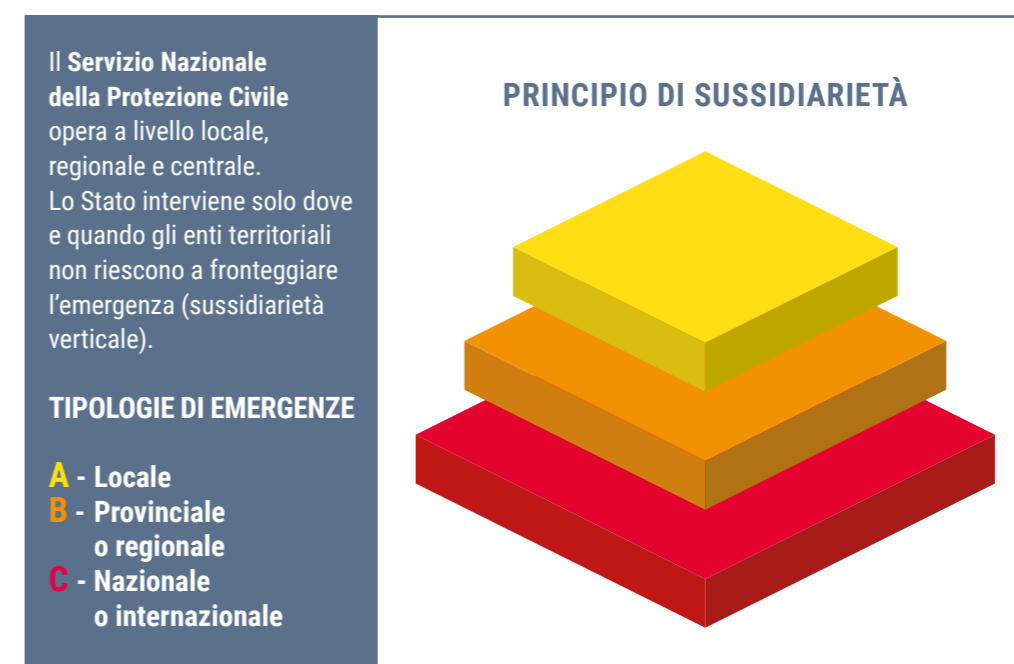 Il Servizio Nazionale
della Protezione Civile
opera a livello locale,
regionale e centrale.
Lo Stato interviene solo dove
e quando gli enti territoriali
non riescono a fronteggiare
l’emergenza (sussidiarietà
verticale).
TIPOLOGIE DI EMERGENZE
A - Locale
B - Provinciale
o regionale
C - Nazionale
o internazionale
PRINCIPIO DI SUSSIDIARIETÀ